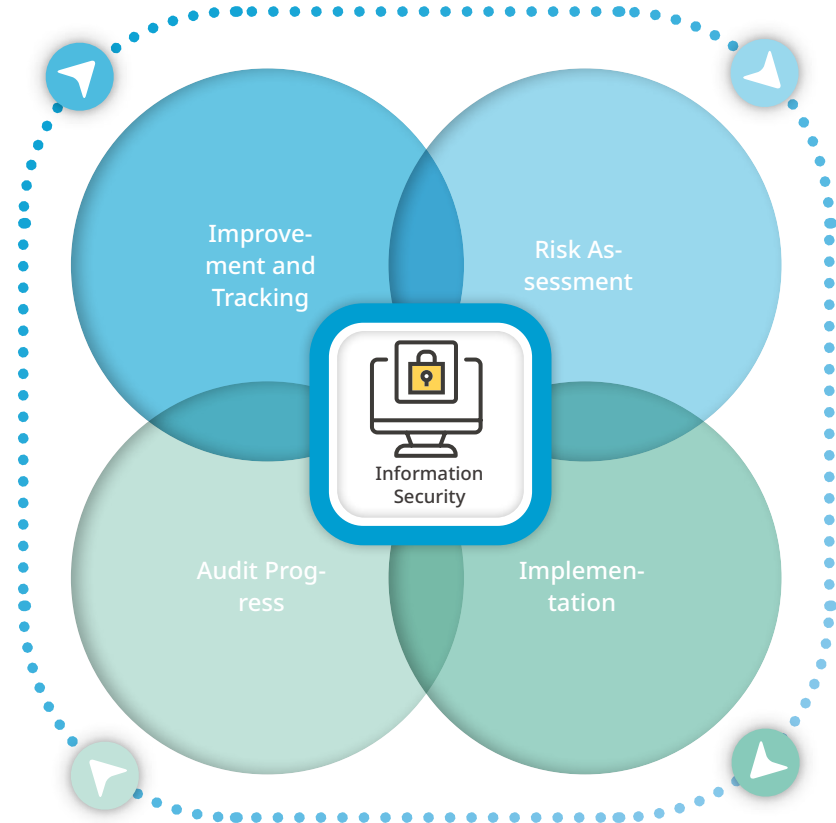 Improve-
ment and
Tracking
Risk As-
sessment
Information
Security
Audit Prog-
ress
Implemen-
tation